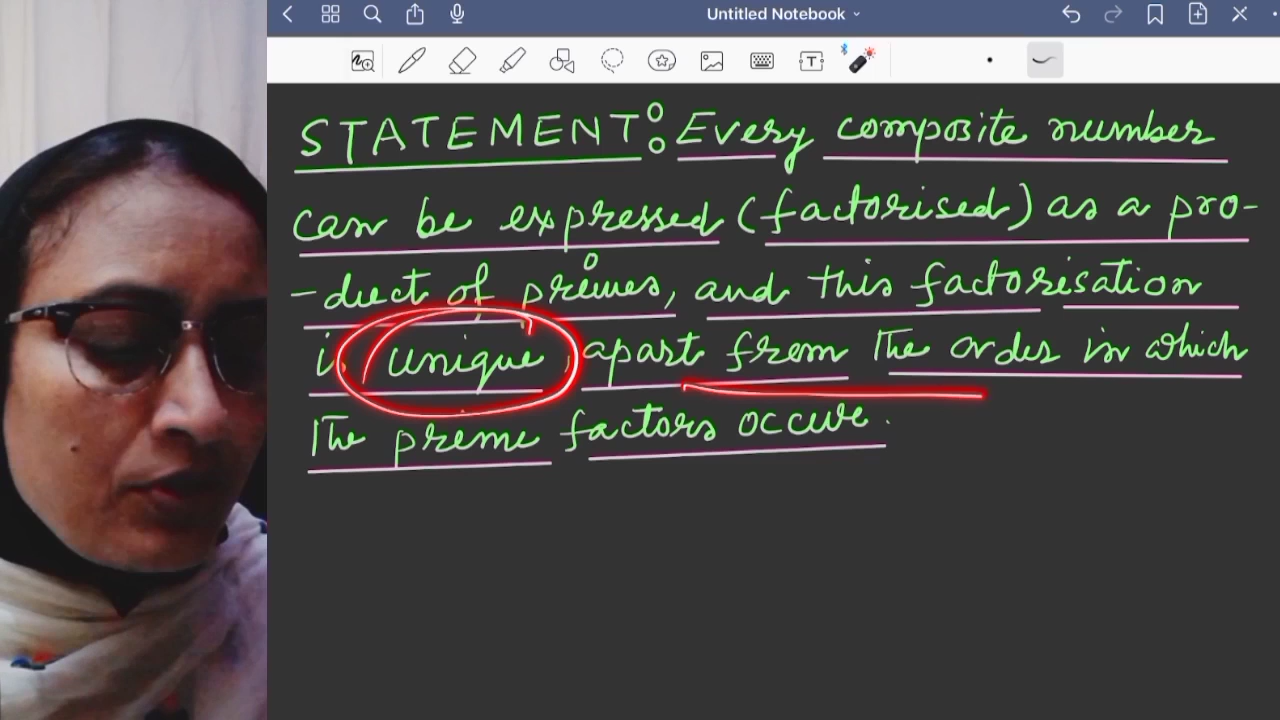 Untitled Notebook
T
STATEMENT: Every composite number
can be expressed (factorised) as a pro-
-duct of primes, and this factorisation
is unique, apart from the order in which
the prime factors occur.